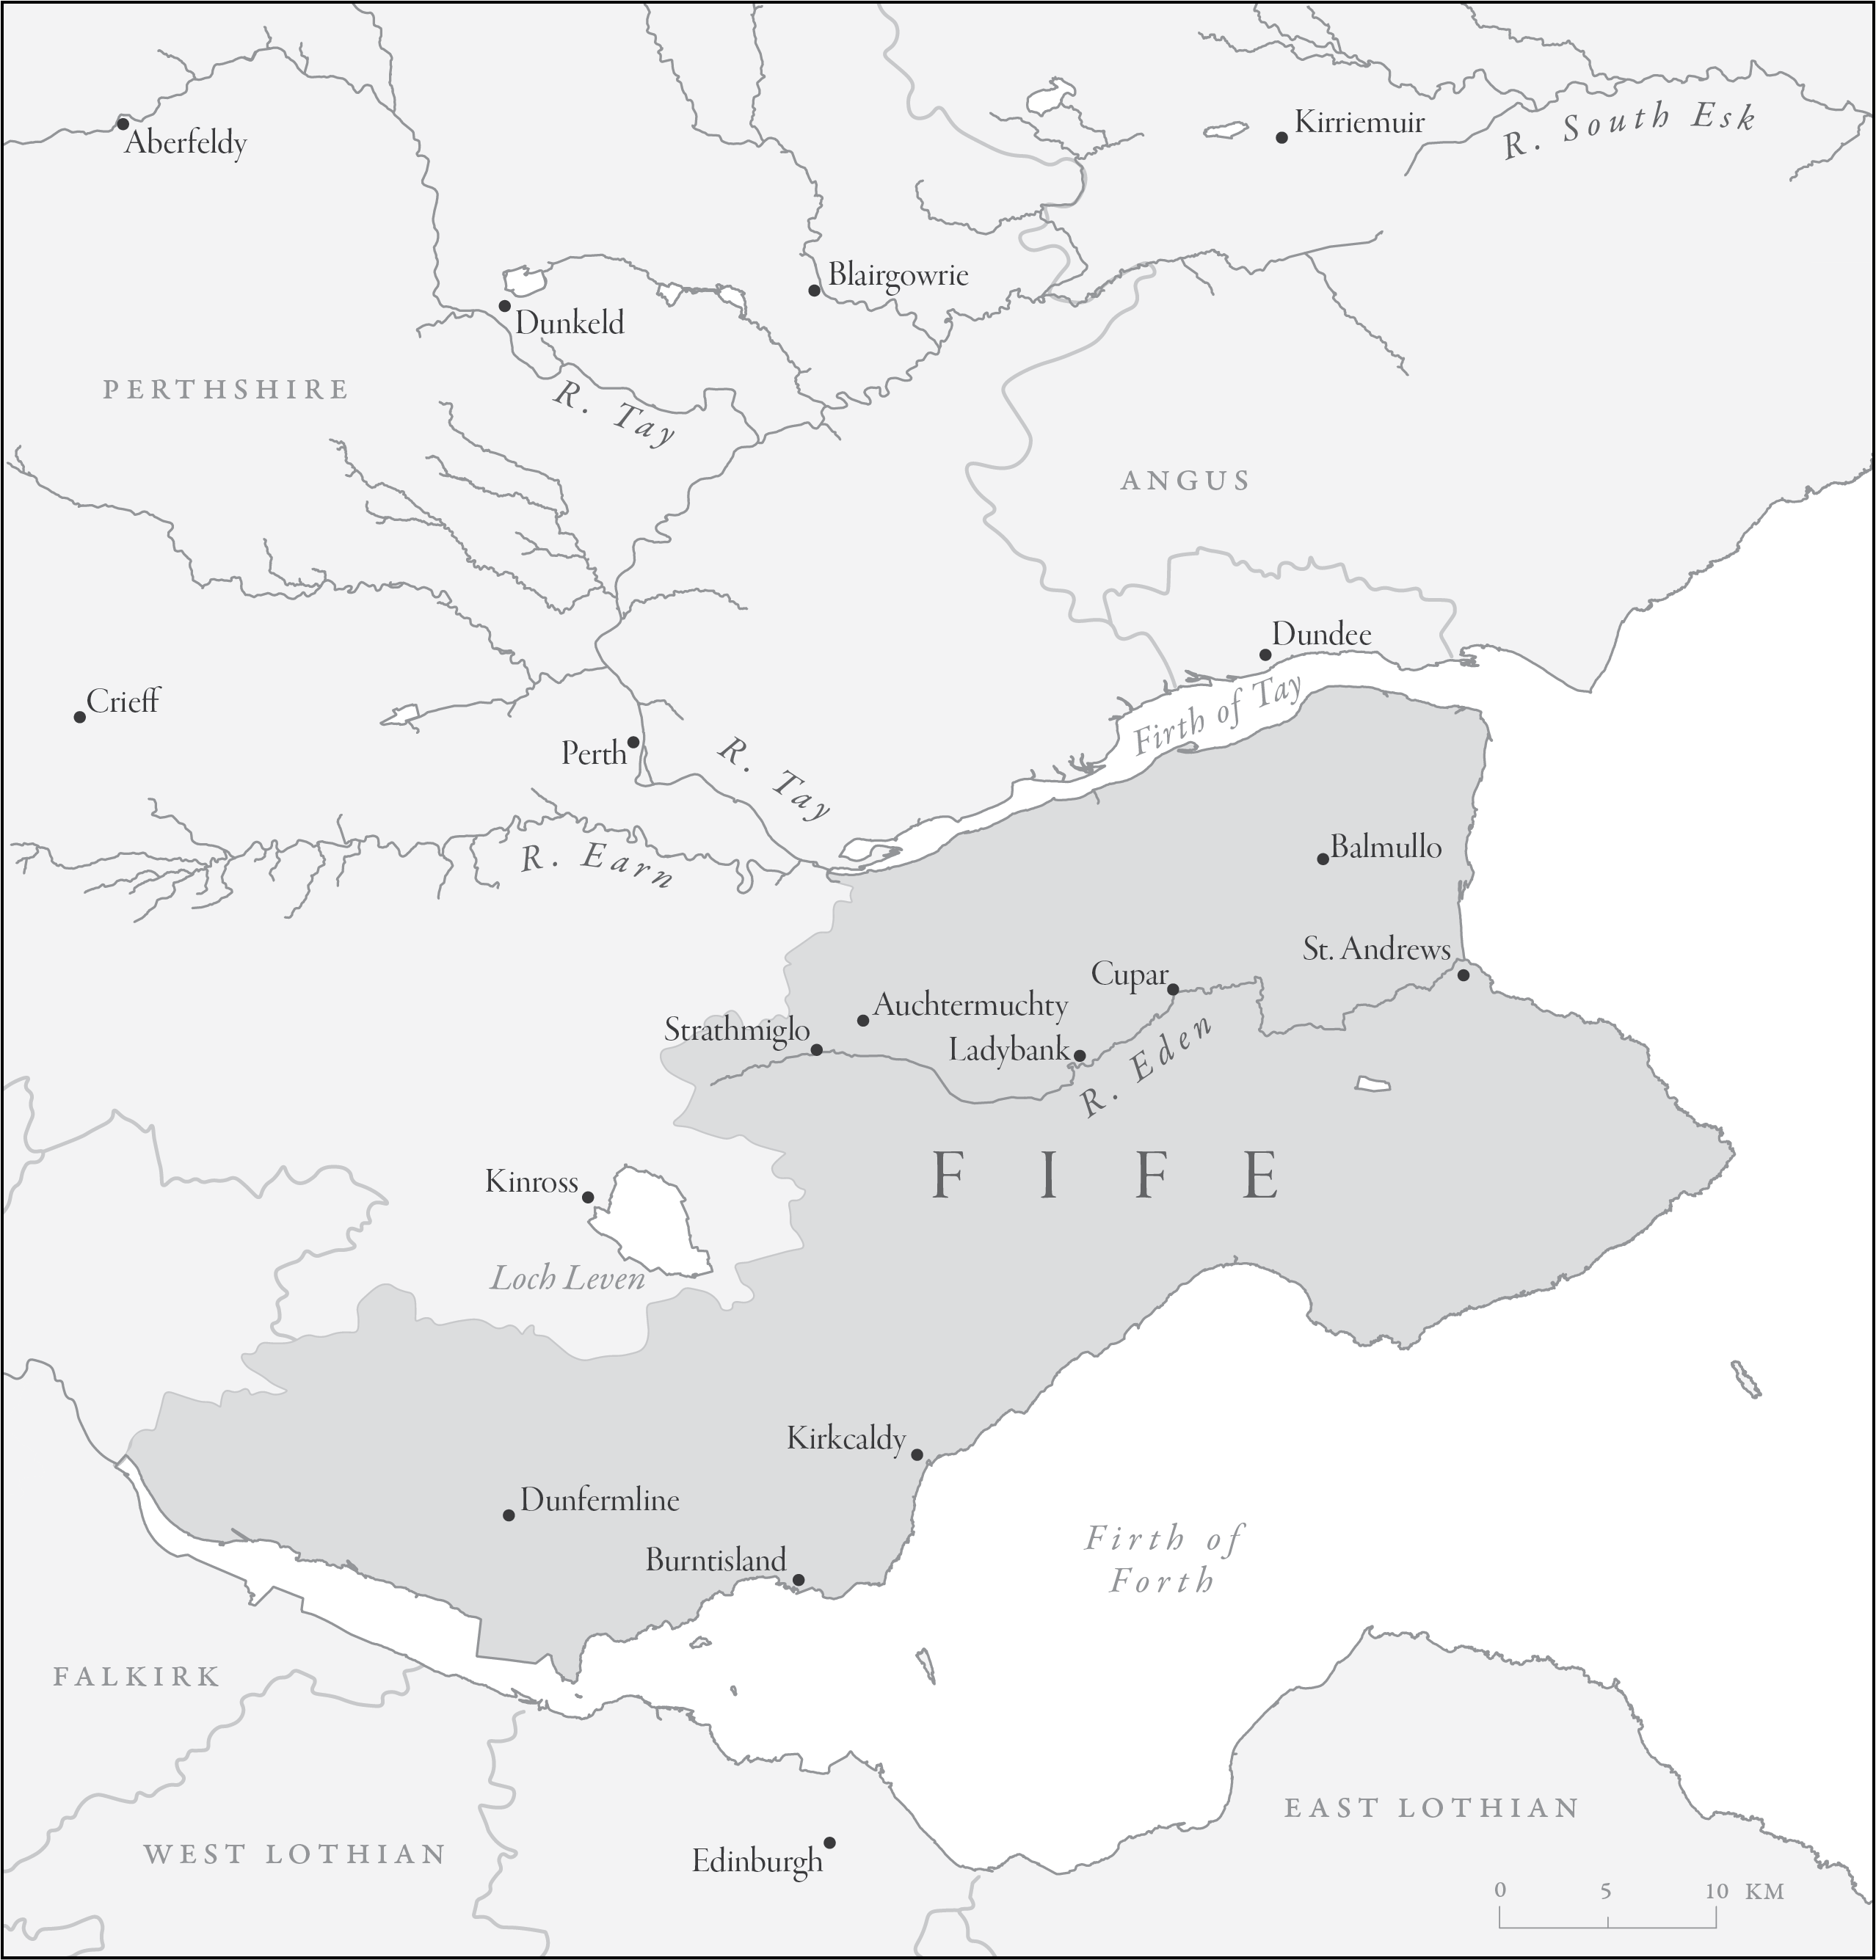 Aberfeldy
Kirriemuir
R. South Esk
Blairgowrie
Dunkeld
PERTHSHIRE
R. Tay
ANGUS
Dundee
Crieff
Firth of Tay
Perth
R. Tay
R. Earn
Balmullo
St. Andrews
Cupar
Auchtermuchty
Strathmiglo
Ladybank
R. Eden
FIFE
Kinross
Loch Leven
Kirkcaldy
Dunfermline
Burntisland
Firth of
Forth
FALKIRK
EAST LOTHIAN
WEST LOTHIAN
Edinburgh
0 5 10 KM